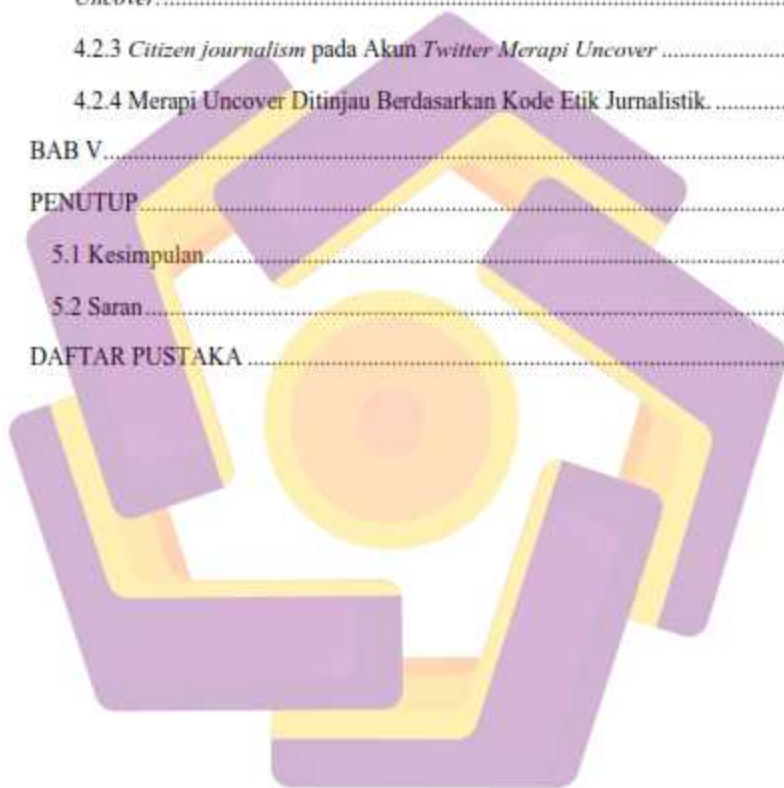 Uncover.................................................................
4.2.3 Citizen journalism pada Akun Twitter Merapi Uncover ........................
4.2.4 Merapi Uncover Ditinjau Berdasarkan Kode Etik Jurnalistik. ..............
BAB V.................................................................
PENUTUP.................................................................
5.1 Kesimpulan.................................................................
5.2 Saran.................................................................
DAFTAR PUSTAKA .................................................................